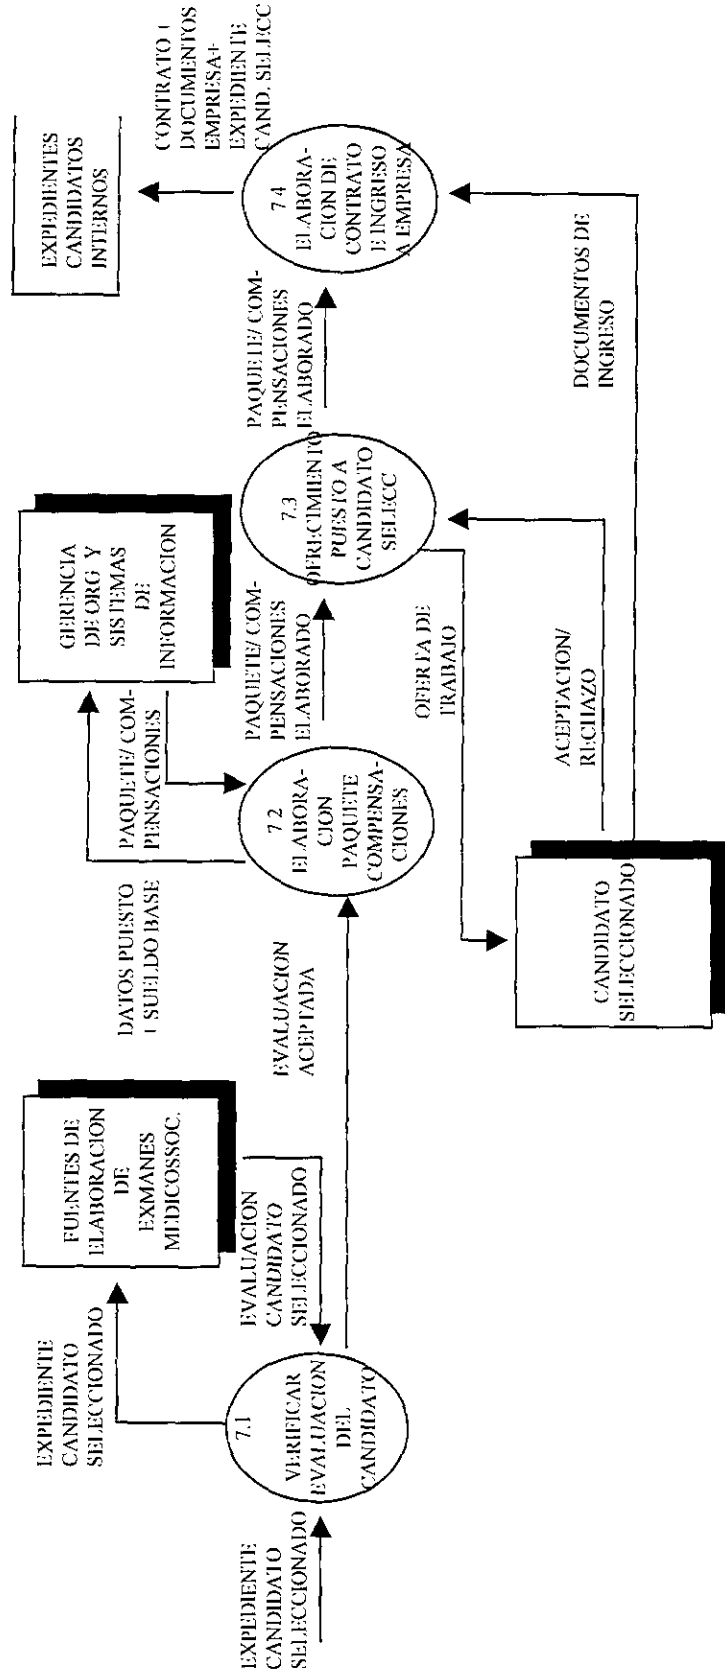 EXPEDIENTE
CANDIDATO
SELECCIONADO
7.1
VERIFICAR
EVALUACION
DEL
CANDIDATO
EXPEDIENTE
CANDIDATO
SELECCIONADO
FUENTES DE
ELABORACION
DE
EXMANES
MEDICOSSOC.
EVALUACION
CANDIDATO
SELECCIONADO
EVALUACION
ACEPTADA
DATOS PUESTO
+ SUELDO BASE
PAQUETE/ COM-
PENSACIONES
GERENCIA
DE ORG Y
SISTEMAS
DE
INFORMACION
7.2
ELABORA-
CION
PAQUETE
COMPENSA-
CIONES
PAQUETE/ COM-
PENSACIONES
ELABORADO
7.3
OFRECIMIENTO
PUESTO A
CANDIDATO
SELECC
OFERTA DE
TRABAJO
CANDIDATO
SELECCIONADO
ACEPTACION/
RECHAZO
PAQUETE/ COM-
PENSACIONES
ELABORADO
7.4
ELABORA-
CION DE
CONTRATO
E INGRESO
A EMPRESA
DOCUMENTOS DE
INGRESO
EXPEDIENTES
CANDIDATOS
INTERNOS
CONTRATO +
DOCUMENTOS
EMPRESA+
EXPEDIENTE
CAND. SELECC